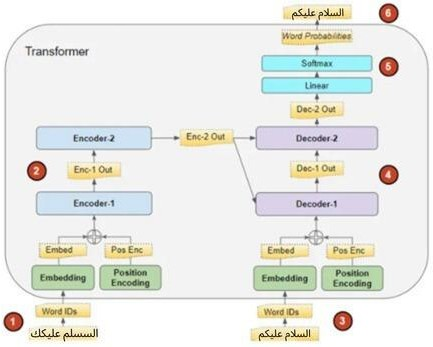 6
السلام عليكم
Word Probabilities
Transformer
Softmax
5
Linear
Dec-2 Out
Encoder-2
Enc-2 Out
Decoder-2
2
Enc-1 Out
Dec-1 Out
4
Encoder-1
Decoder-1
Embed
Pos Enc
Embed
Pos Enc
Embedding
Position Encoding
Embedding
Position Encoding
1
Word IDs
Word IDs
3
السسلم عليكك
السلام عليكم